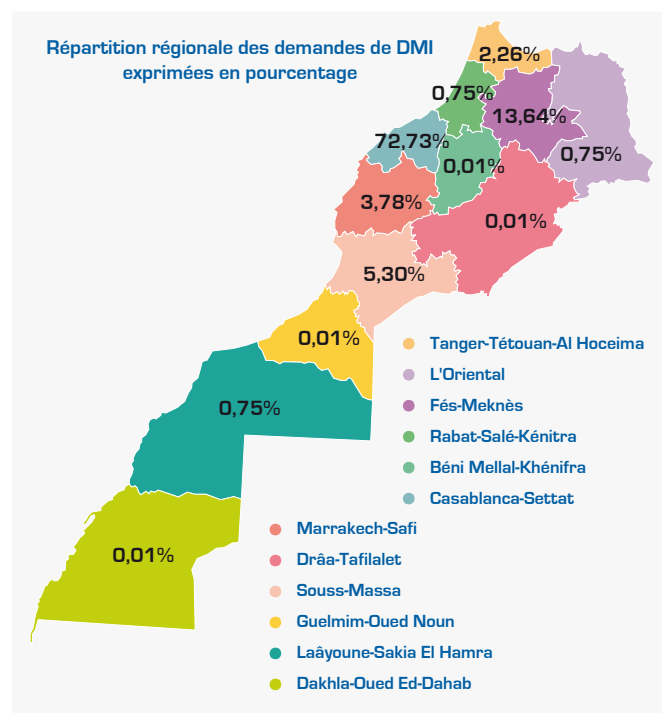 Répartition régionale des demandes de DMI
exprimées en pourcentage
2,26%
0,75%
13,64%
72,73%
0,01%
0,75%
3,78%
0,01%
5,30%
0,01%
0,75%
0,01%
Tanger-Tétouan-Al Hoceima
L'Oriental
Fés-Meknès
Rabat-Salé-Kénitra
Béni Mellal-Khénifra
Casablanca-Settat
Marrakech-Safi
Drâa-Tafilalet
Souss-Massa
Guelmim-Oued Noun
Laâyoune-Sakia El Hamra
Dakhla-Oued Ed-Dahab